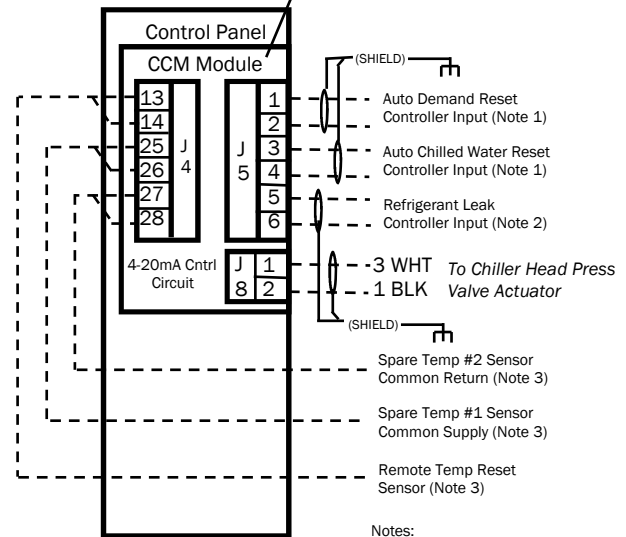 Control Panel
CCM Module
13
14
25
26
27
28
J
4
J
5
1
2
3
4
5
6
(SHIELD)
Auto Demand Reset
Controller Input (Note 1)
Auto Chilled Water Reset
Controller Input (Note 1)
Refrigerant Leak
Controller Input (Note 2)
4-20mA Cntrl
Circuit
J
8
1
2
3 WHT
1 BLK
To Chiller Head Press
Valve Actuator
(SHIELD)
Spare Temp #2 Sensor
Common Return (Note 3)
Spare Temp #1 Sensor
Common Supply (Note 3)
Remote Temp Reset
Sensor (Note 3)
Notes: